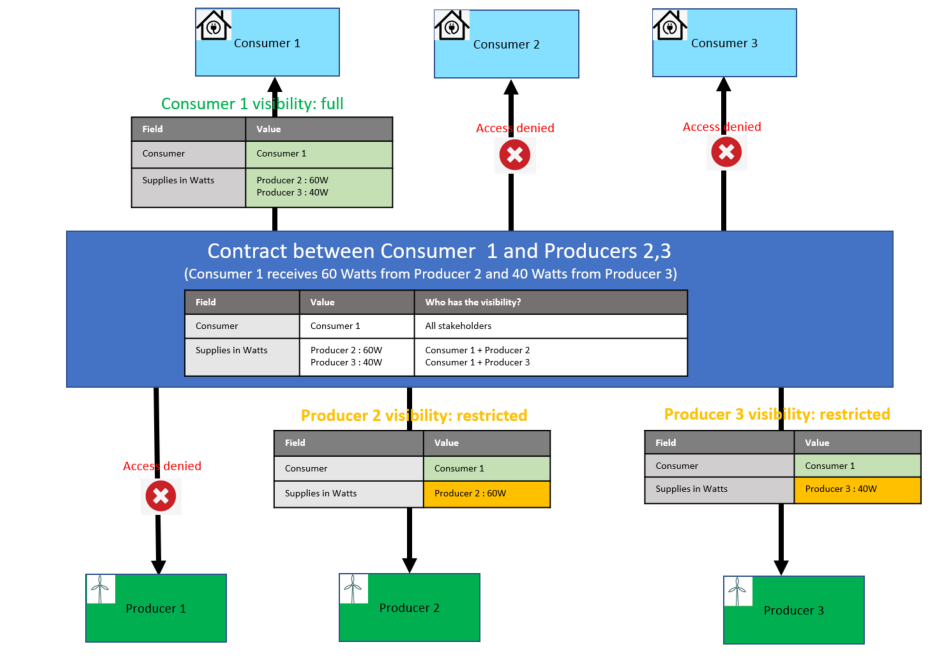 Consumer 1
Consumer 2
Consumer 3
Consumer 1 visibility: full
Access denied
Access denied
Field Value
Consumer Consumer 1
Supplies in Watts Producer 2 : 60W
Producer 3 : 40W
Contract between Consumer 1 and Producers 2,3
(Consumer 1 receives 60 Watts from Producer 2 and 40 Watts from Producer 3)
Field Value Who has the visibility?
Consumer Consumer 1 All stakeholders
Supplies in Watts Producer 2 : 60W Consumer 1 + Producer 2
Producer 3 : 40W Consumer 1 + Producer 3
Access denied
Producer 2 visibility: restricted
Field Value
Consumer Consumer 1
Supplies in Watts Producer 2 : 60W
Producer 3 visibility: restricted
Field Value
Consumer Consumer 1
Supplies in Watts Producer 3 : 40W
Producer 1
Producer 2
Producer 3